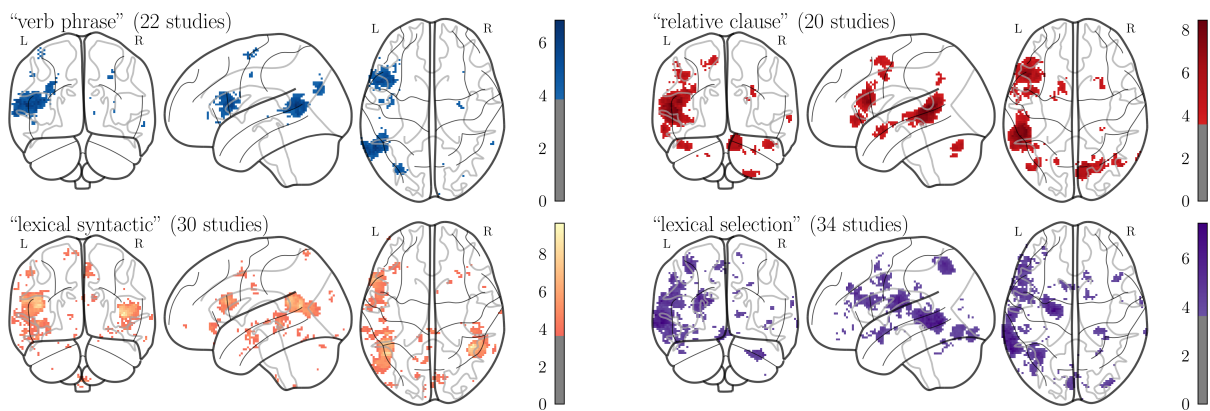 “verb phrase” (22 studies)
L R L R
6
4
2
0
“relative clause” (20 studies)
L R L R
8
6
4
2
0
“lexical syntactic” (30 studies)
L R L R
8
6
4
2
0
“lexical selection” (34 studies)
L R L R
6
4
2
0